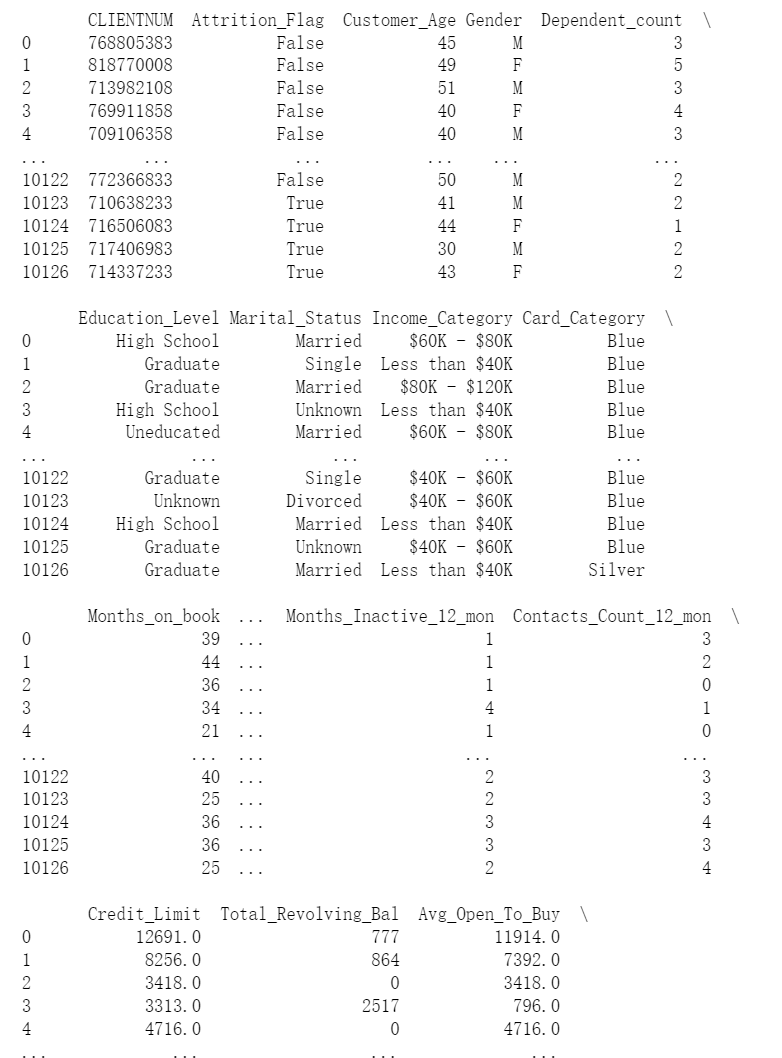 CLIENTNUM Attrition_Flag Customer_Age Gender Dependent_count \
0 768805383 False 45 M 3
1 818770008 False 49 F 5
2 713982108 False 51 M 3
3 769911858 False 40 F 4
4 709106358 False 40 M 3
... ... ... ... ... ...
10122 772366833 False 50 M 2
10123 710638233 True 41 M 2
10124 716506083 True 44 F 1
10125 717406983 True 30 M 2
10126 714337233 True 43 F 2
Education_Level Marital_Status Income_Category Card_Category \
0 High School Married $60K - $80K Blue
1 Graduate Single Less than $40K Blue
2 Graduate Married $80K - $120K Blue
3 High School Unknown Less than $40K Blue
4 Uneducated Married $60K - $80K Blue
... ... ... ... ...
10122 Graduate Single $40K - $60K Blue
10123 Unknown Divorced $40K - $60K Blue
10124 High School Married Less than $40K Blue
10125 Graduate Unknown $40K - $60K Blue
10126 Graduate Married Less than $40K Silver
Months_on_book ... Months_Inactive_12_mon Contacts_Count_12_mon \
0 39 ... 1 3
1 44 ... 1 2
2 36 ... 1 0
3 34 ... 4 1
4 21 ... 1 0
... ... ... ... ...
10122 40 ... 2 3
10123 25 ... 2 3
10124 36 ... 3 4
10125 36 ... 3 3
10126 25 ... 2 4
Credit_Limit Total_Revolving_Bal Avg_Open_To_Buy \
0 12691.0 777 11914.0
1 8256.0 864 7392.0
2 3418.0 0 3418.0
3 3313.0 2517 796.0
4 4716.0 0 4716.0
... ... ... ...